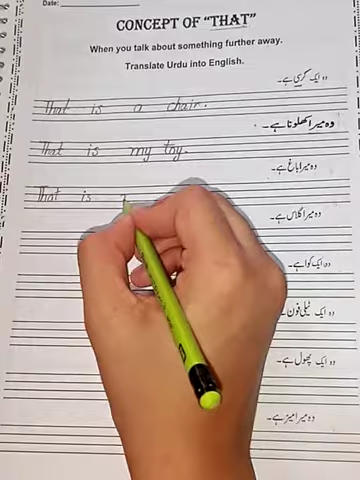 Date:
CONCEPT OF "THAT"
When you talk about something further away.
Translate Urdu into English.
وہ ایک کرسی ہے۔
That is a chair.
وہ میرا کھلونا ہے۔
That is my toy.
وہ میرا باغ ہے۔
That is
وہ میرا گلاس ہے۔
وہ ایک کوا ہے۔
وہ ایک ٹیلی فون ہے۔
وہ ایک پھول ہے۔
وہ میرا میز ہے۔